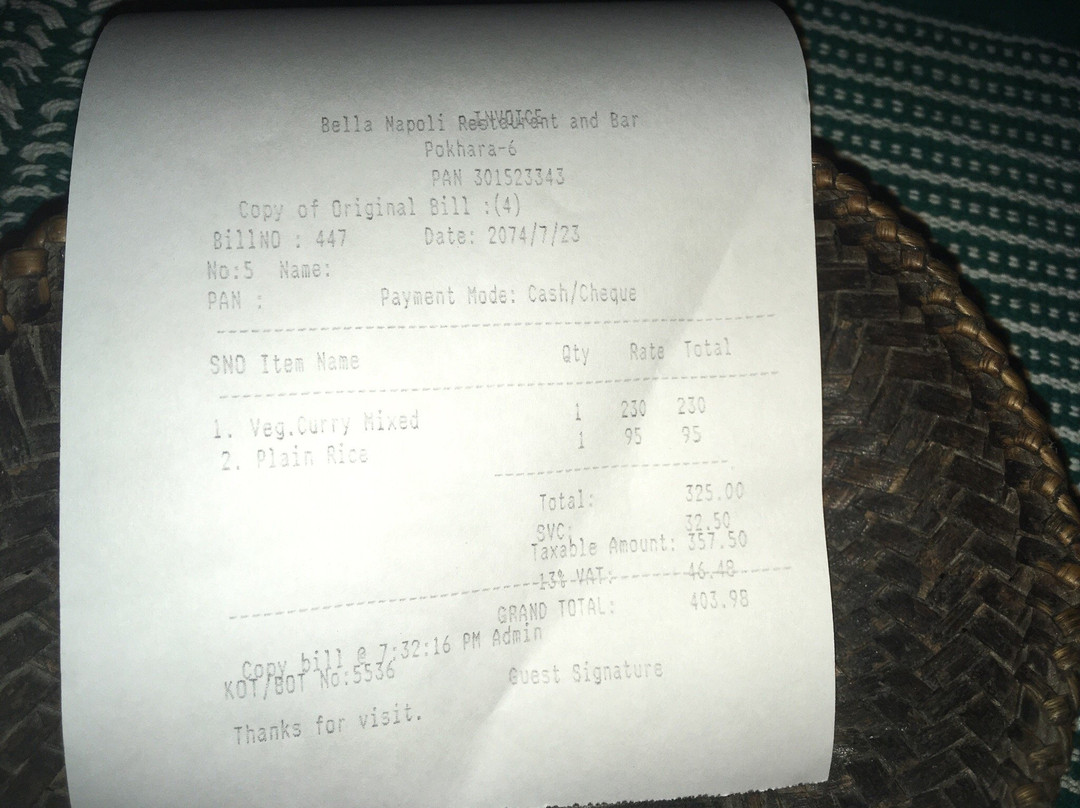 INVOICE
Bella Napoli Restaurant and Bar
Pokhara-6
PAN 301523343
Copy of Original Bill :(4)
BillNO : 447 Date: 2074/7/23
No:5 Name:
PAN : Payment Mode: Cash/Cheque
SNO Item Name Qty Rate Total
1. Veg.Curry Mixed 1 230 230
2. Plain Rice 1 95 95
Total: 325.00
SVC: 32.50
Taxable Amount: 357.50
13% VAT: 46.48
GRAND TOTAL: 403.98
Copy bill @ 7:32:16 PM Admin
KOT/BOT No:5536 Guest Signature
Thanks for visit.